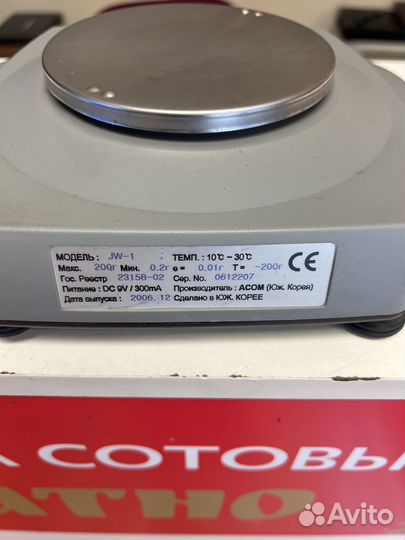 МОДЕЛЬ : JW-1 ТЕМП. : 10℃ ~ 30℃
Макс. 200г Мин. 0.2г e = 0.01г T = -200г
Гос. Реестр 23158-02 Сер. No. 0612207
Питание : DC 9V / 300mA Производитель : ACOM (Юж. Корея)
Дата выпуска : 2006. 12 Сделано в ЮЖ. КОРЕЕ
CE
СОТОВЫ
АТНО
Avito